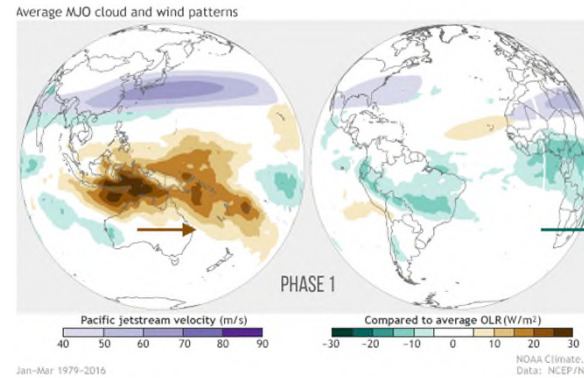 Average MJO cloud and wind patterns
PHASE 1
Pacific jetstream velocity (m/s)
40 50 60 70 80 90
Compared to average OLR(W/m²)
-30 -20 -10 0 10 20 30
Jan-Mar 1979-2016
NOAA Climate.
Data: NCEP/N